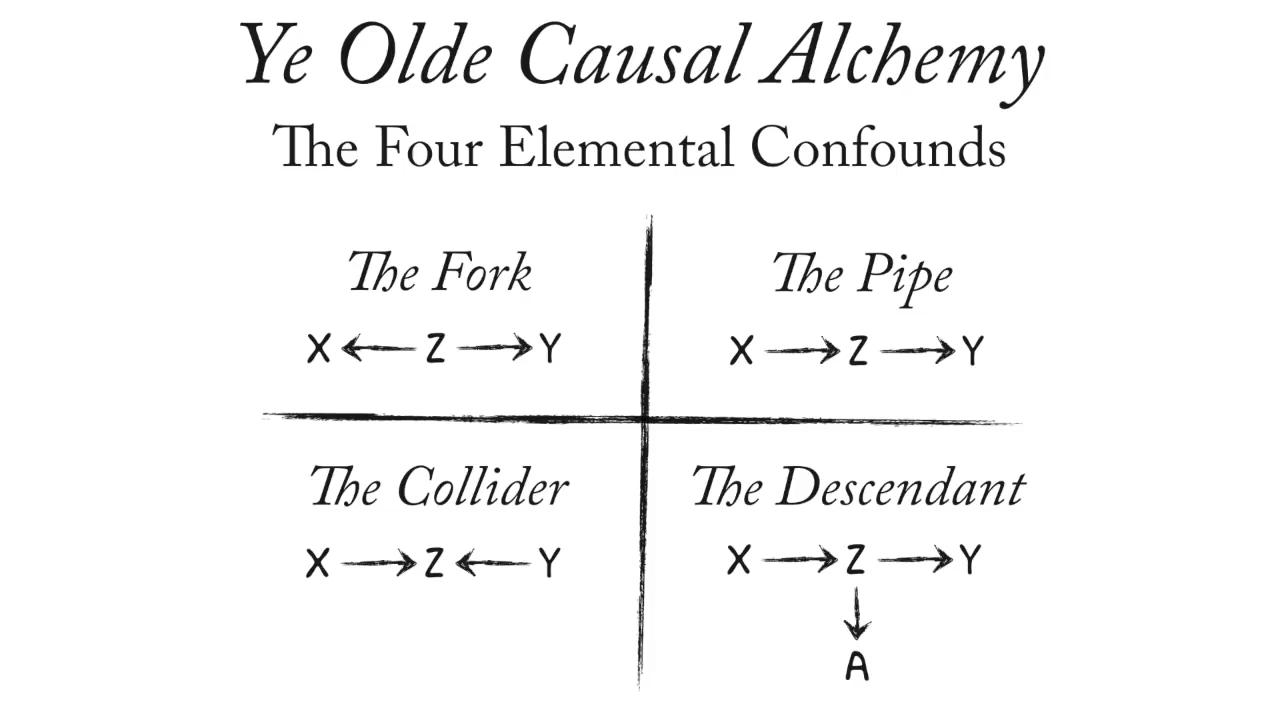 Ye Olde Causal Alchemy
The Four Elemental Confounds
The Fork
X ← Z → Y
The Pipe
X → Z → Y
The Collider
X → Z ← Y
The Descendant
X → Z → Y
↓
A